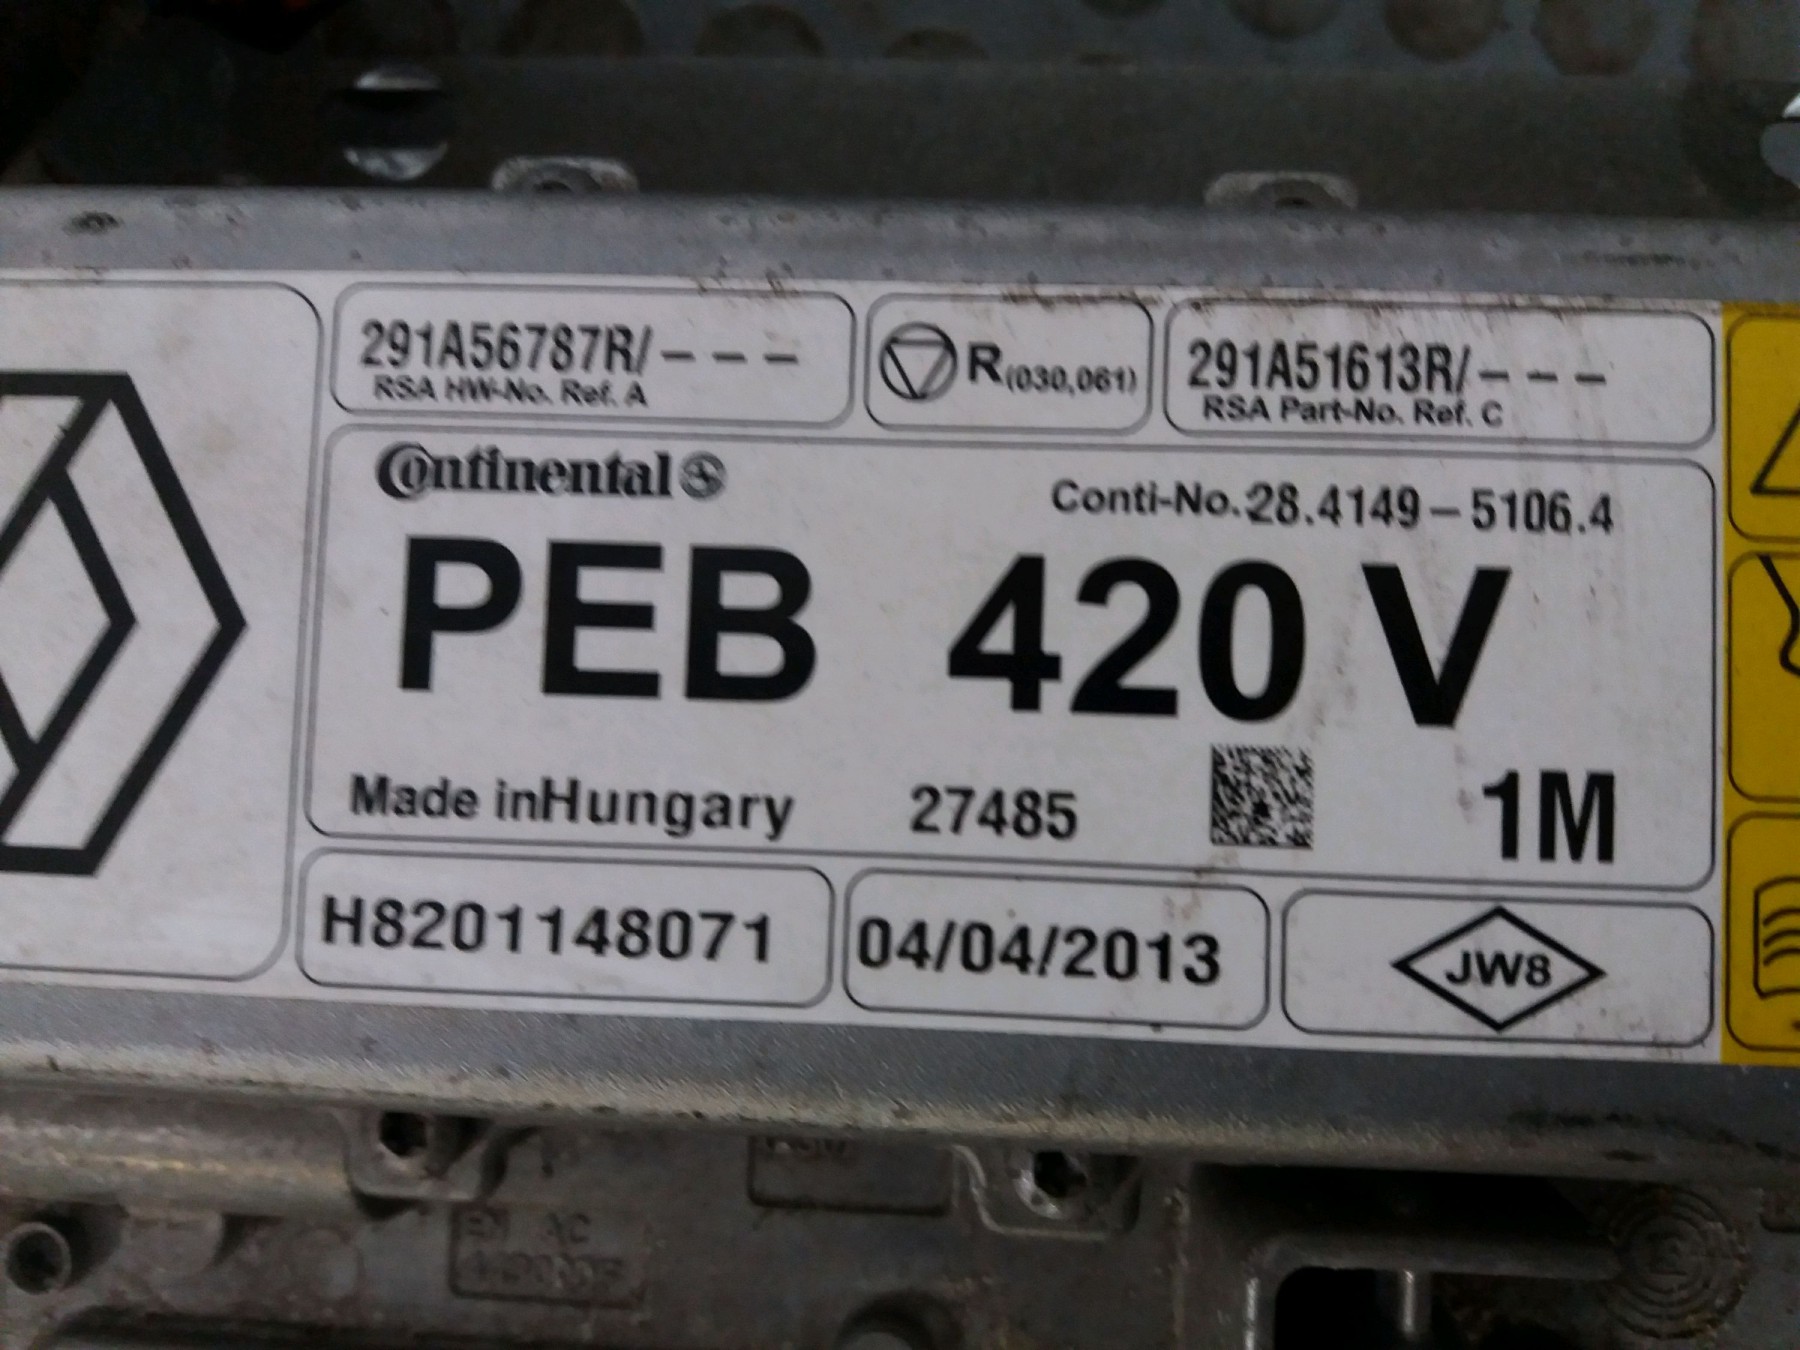 291A56787R/---
RSA HW-No. Ref. A
R(030,061)
291A51613R/---
RSA Part-No. Ref. C
Continental
Conti-No.28.4149-5106.4
PEB 420 V
Made inHungary 27485 1M
H8201148071
04/04/2013
JW8